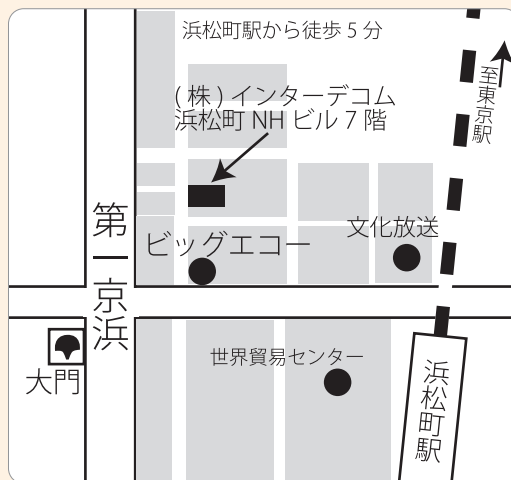 浜松町駅から徒歩 5 分
至東京駅
( 株 ) インターデコム
浜松町 NH ビル 7 階
第一京浜
ビッグエコー
文化放送
世界貿易センター
大門
浜松町駅